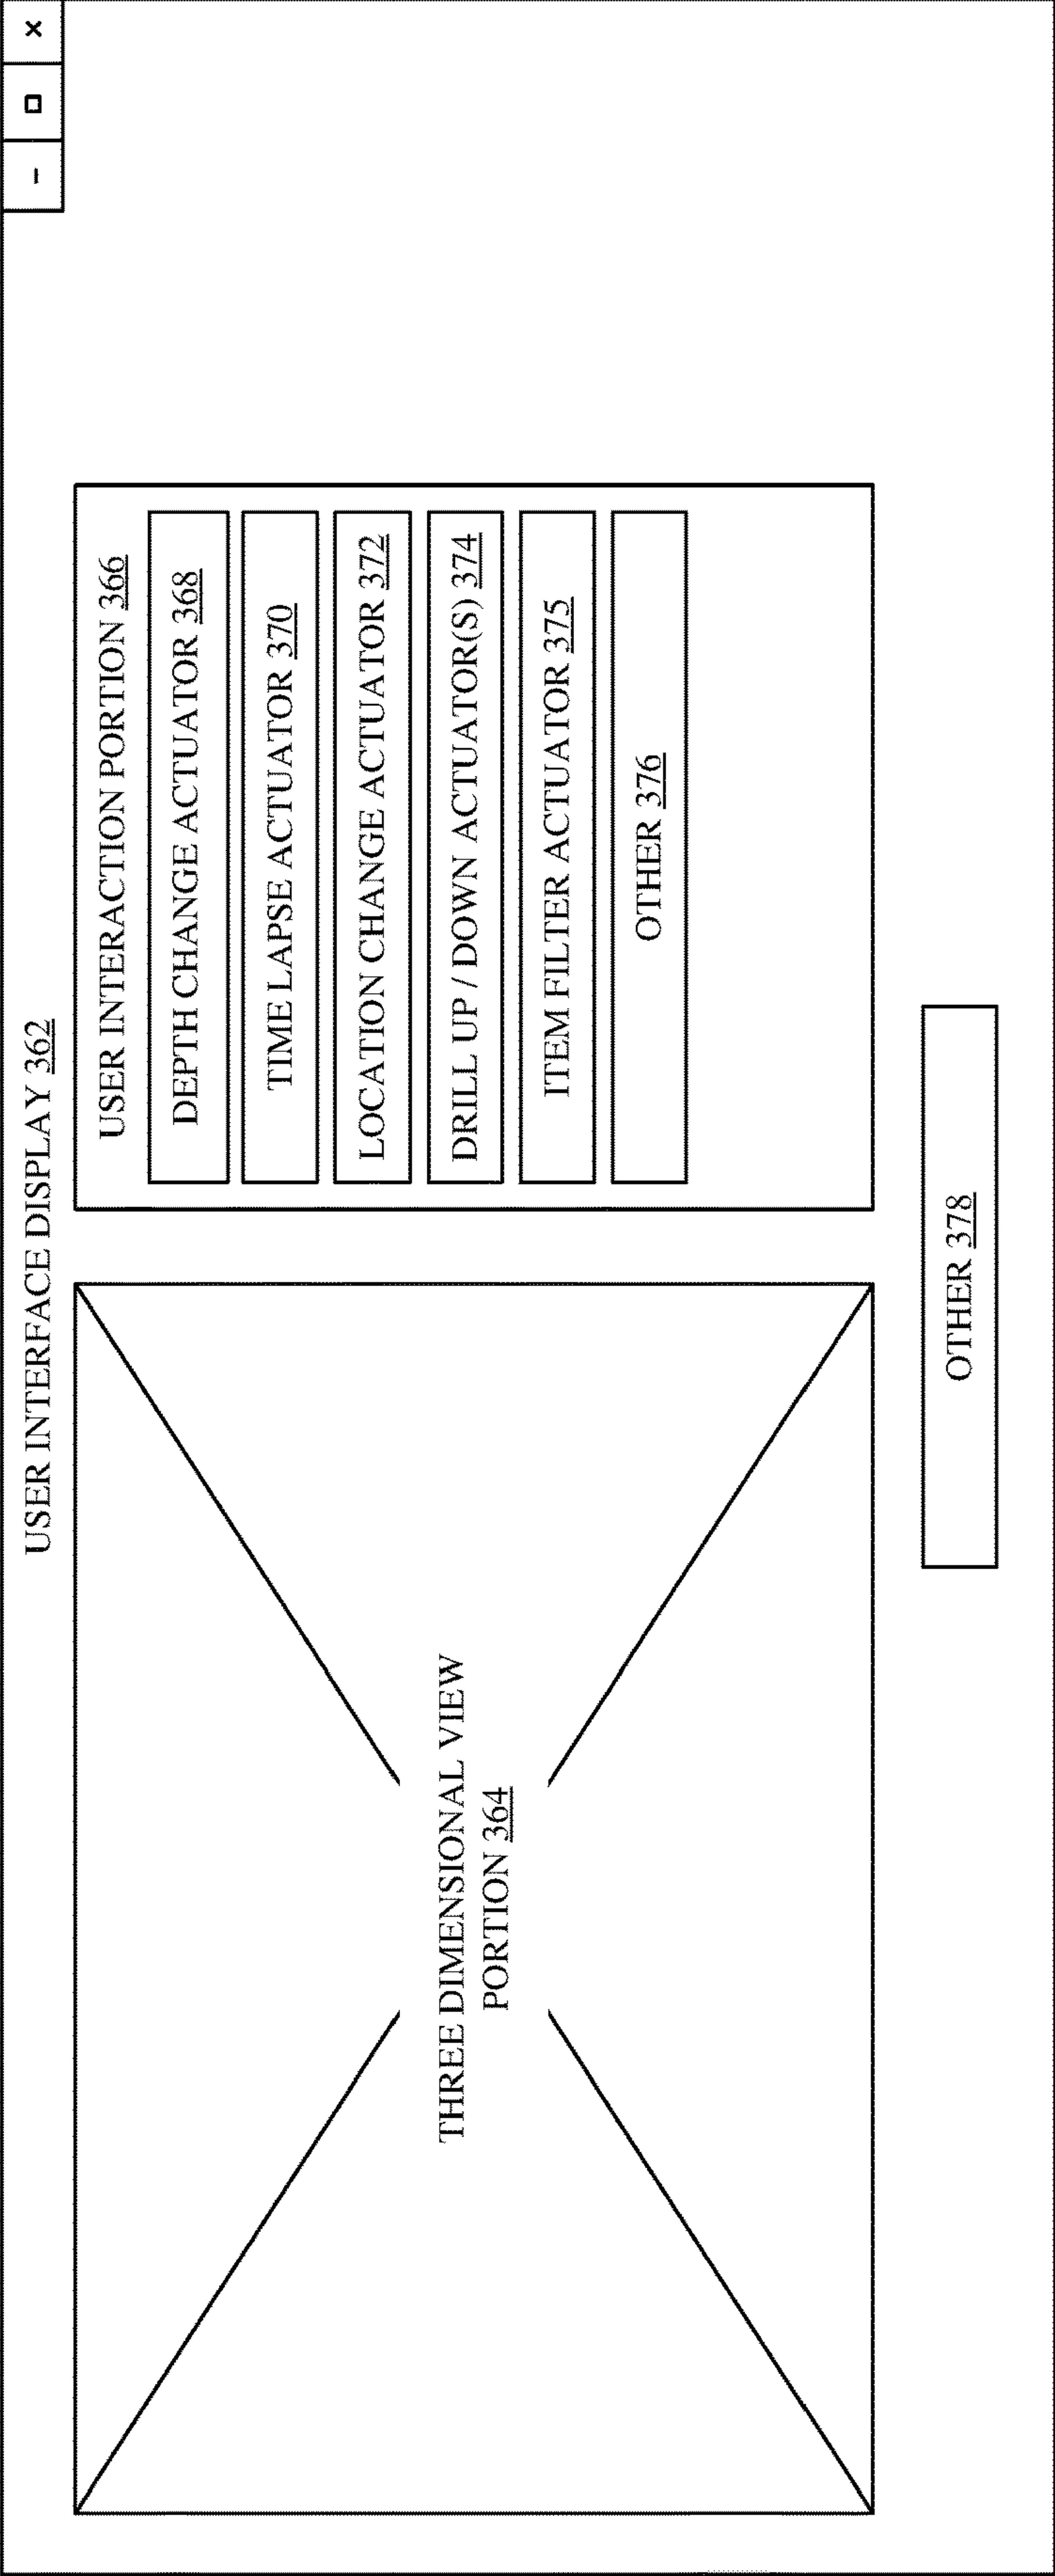 USER INTERFACE DISPLAY 362
THREE DIMENSIONAL VIEW
PORTION 364
USER INTERACTION PORTION 366
DEPTH CHANGE ACTUATOR 368
TIME LAPSE ACTUATOR 370
LOCATION CHANGE ACTUATOR 372
DRILL UP / DOWN ACTUATOR(S) 374
ITEM FILTER ACTUATOR 375
OTHER 376
OTHER 378